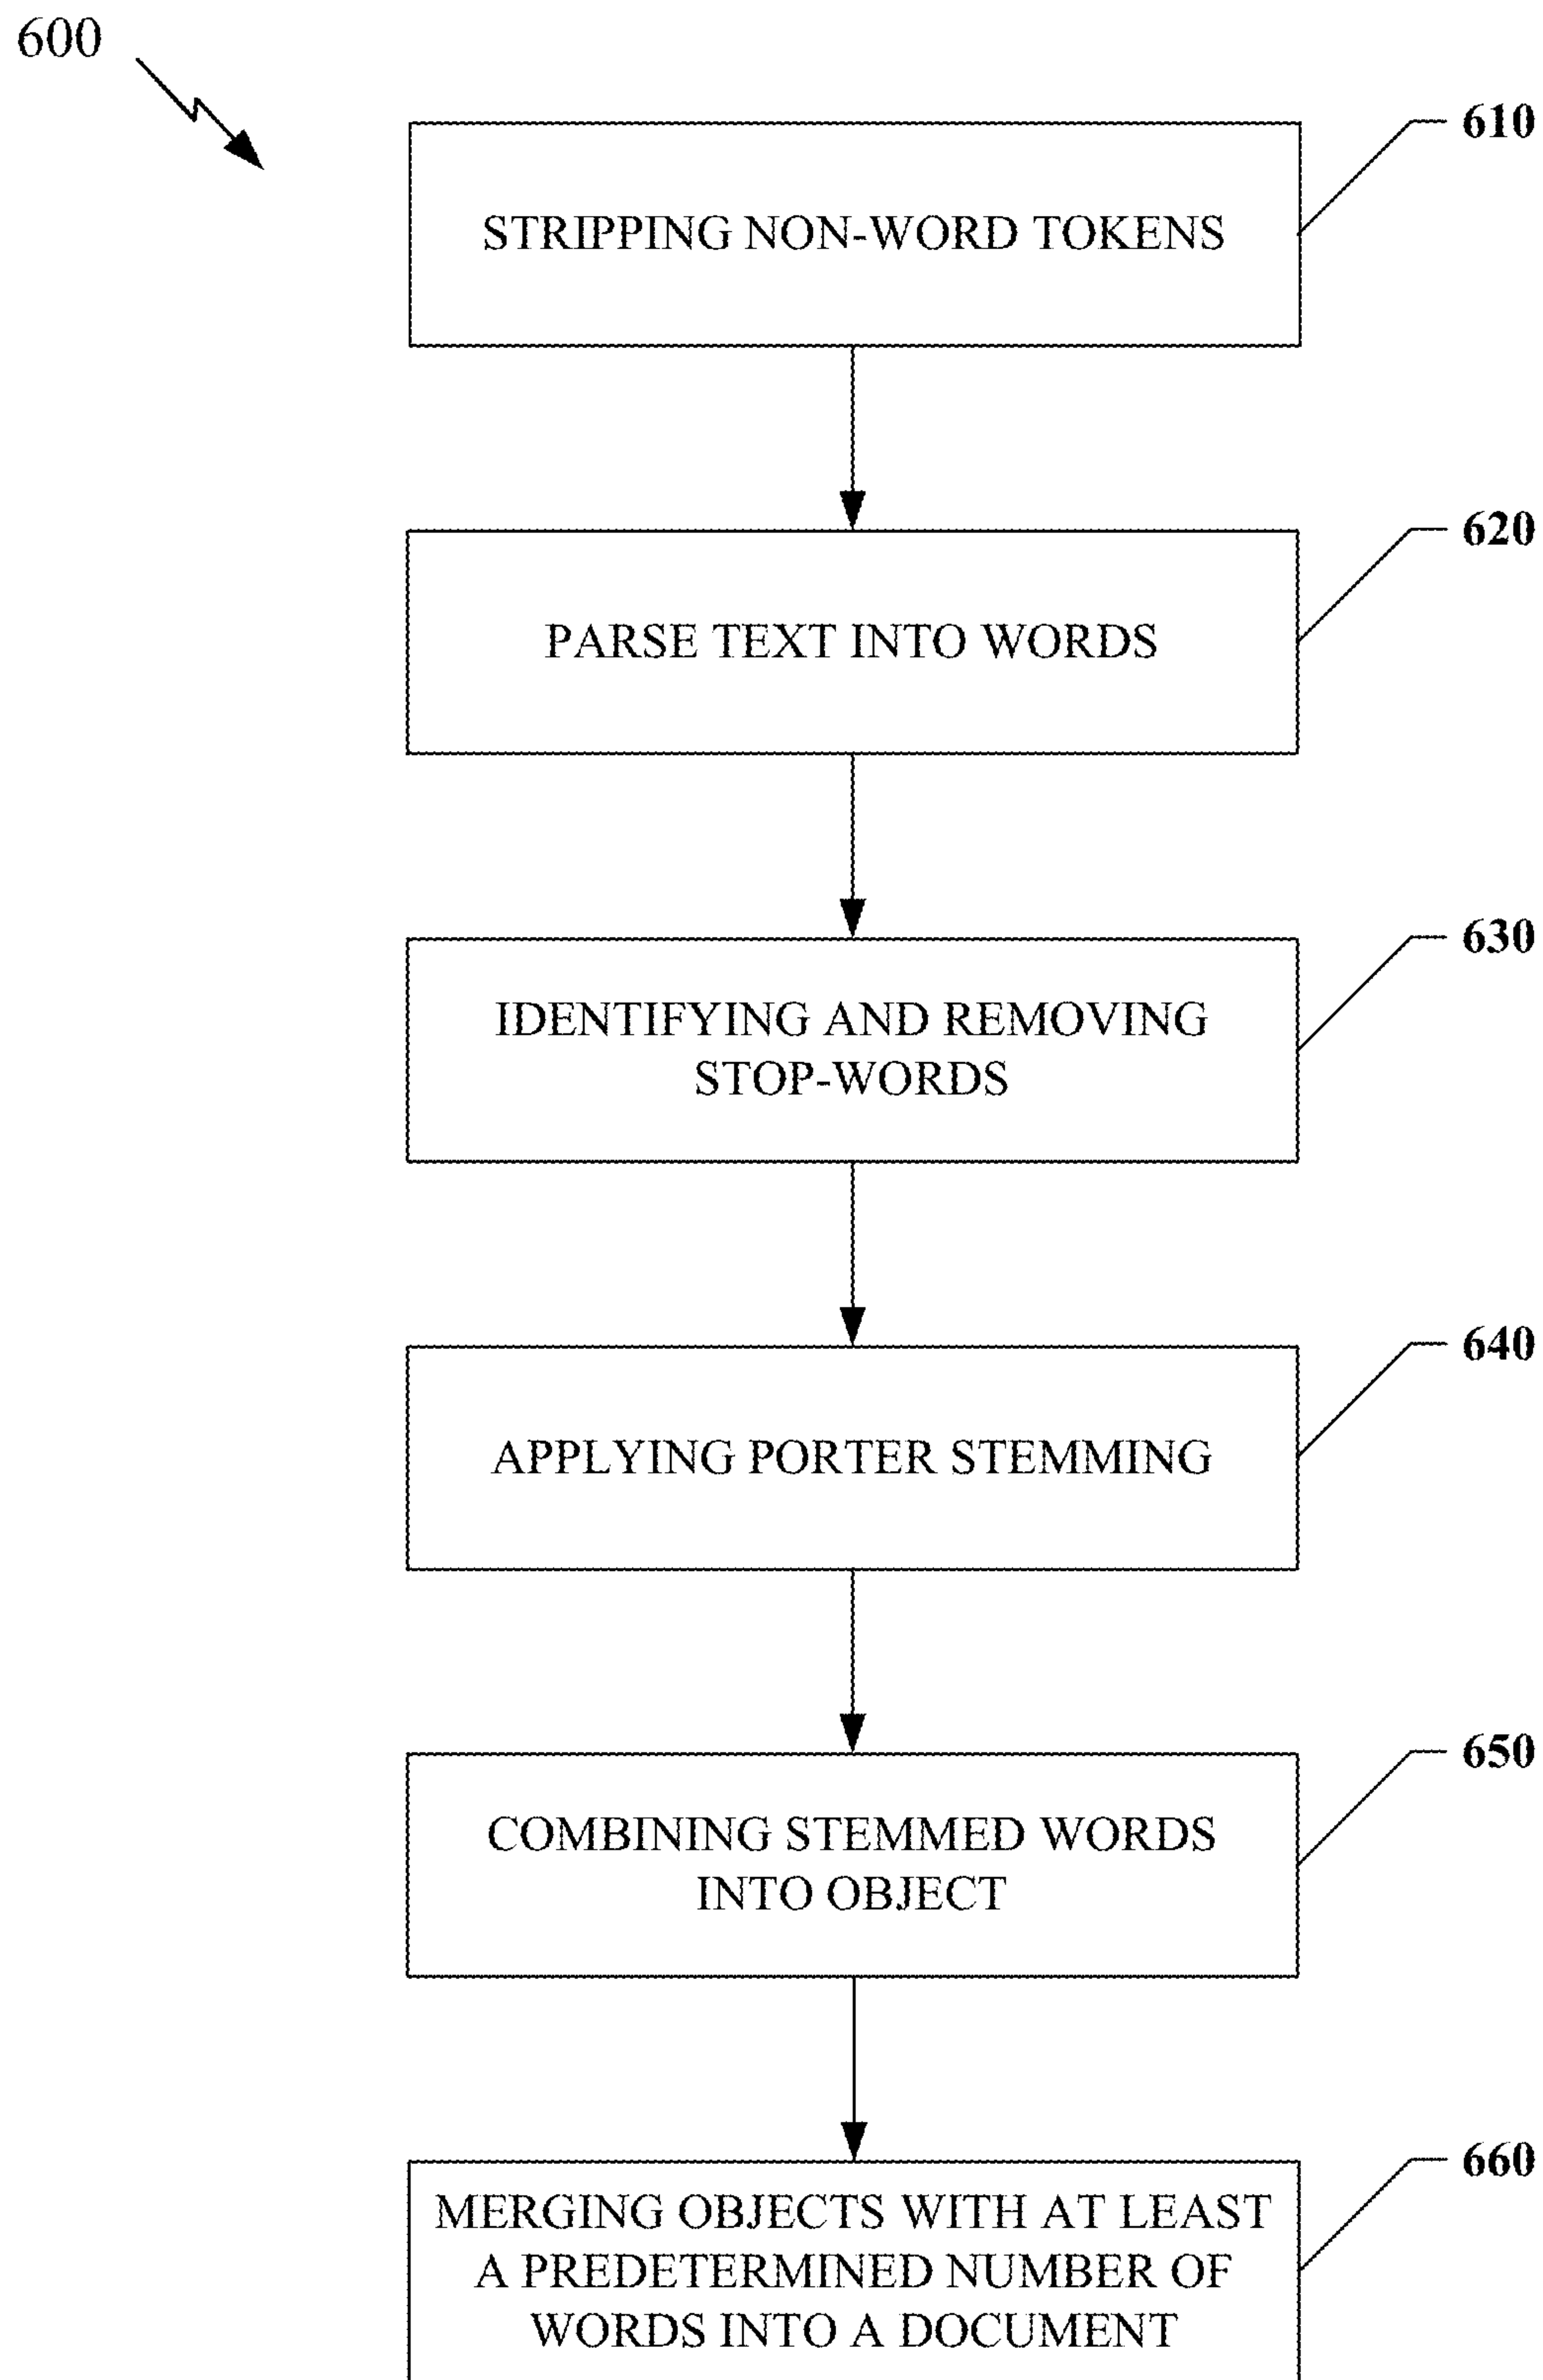 600
610
STRIPPING NON-WORD TOKENS
620
PARSE TEXT INTO WORDS
630
IDENTIFYING AND REMOVING
STOP-WORDS
640
APPLYING PORTER STEMMING
650
COMBINING STEMMED WORDS
INTO OBJECT
660
MERGING OBJECTS WITH AT LEAST
A PREDETERMINED NUMBER OF
WORDS INTO A DOCUMENT